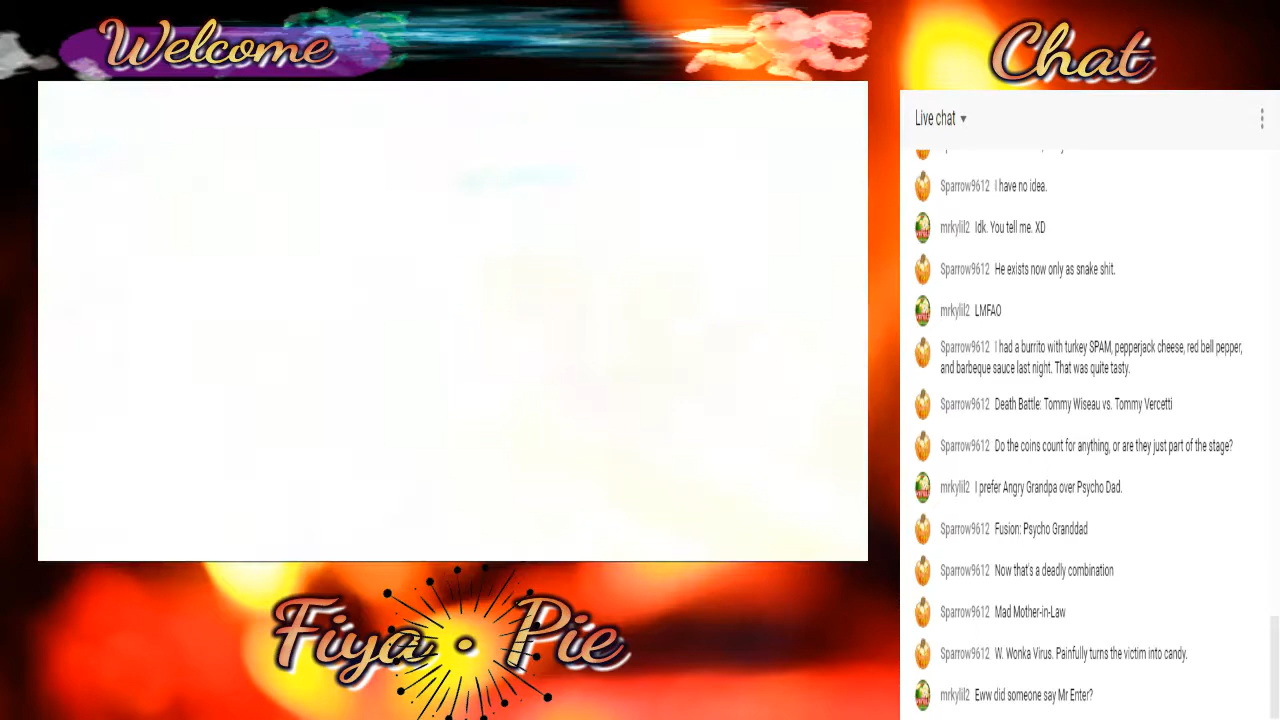 Welcome
Chat
Live chat
Sparrow9612 I have no idea.
mrkylil2 Idk. You tell me. XD
Sparrow9612 He exists now only as snake shit.
mrkylil2 LMFAO
Sparrow9612 I had a burrito with turkey SPAM, pepperjack cheese, red bell pepper,
and barbeque sauce last night. That was quite tasty.
Sparrow9612 Death Battle: Tommy Wiseau vs. Tommy Vercetti
Sparrow9612 Do the coins count for anything, or are they just part of the stage?
mrkylil2 I prefer Angry Grandpa over Psycho Dad.
Sparrow9612 Fusion: Psycho Granddad
Sparrow9612 Now that's a deadly combination
Sparrow9612 Mad Mother-in-Law
Sparrow9612 W. Wonka Virus. Painfully turns the victim into candy.
mrkylil2 Eww did someone say Mr Enter?
Fiya • Pie